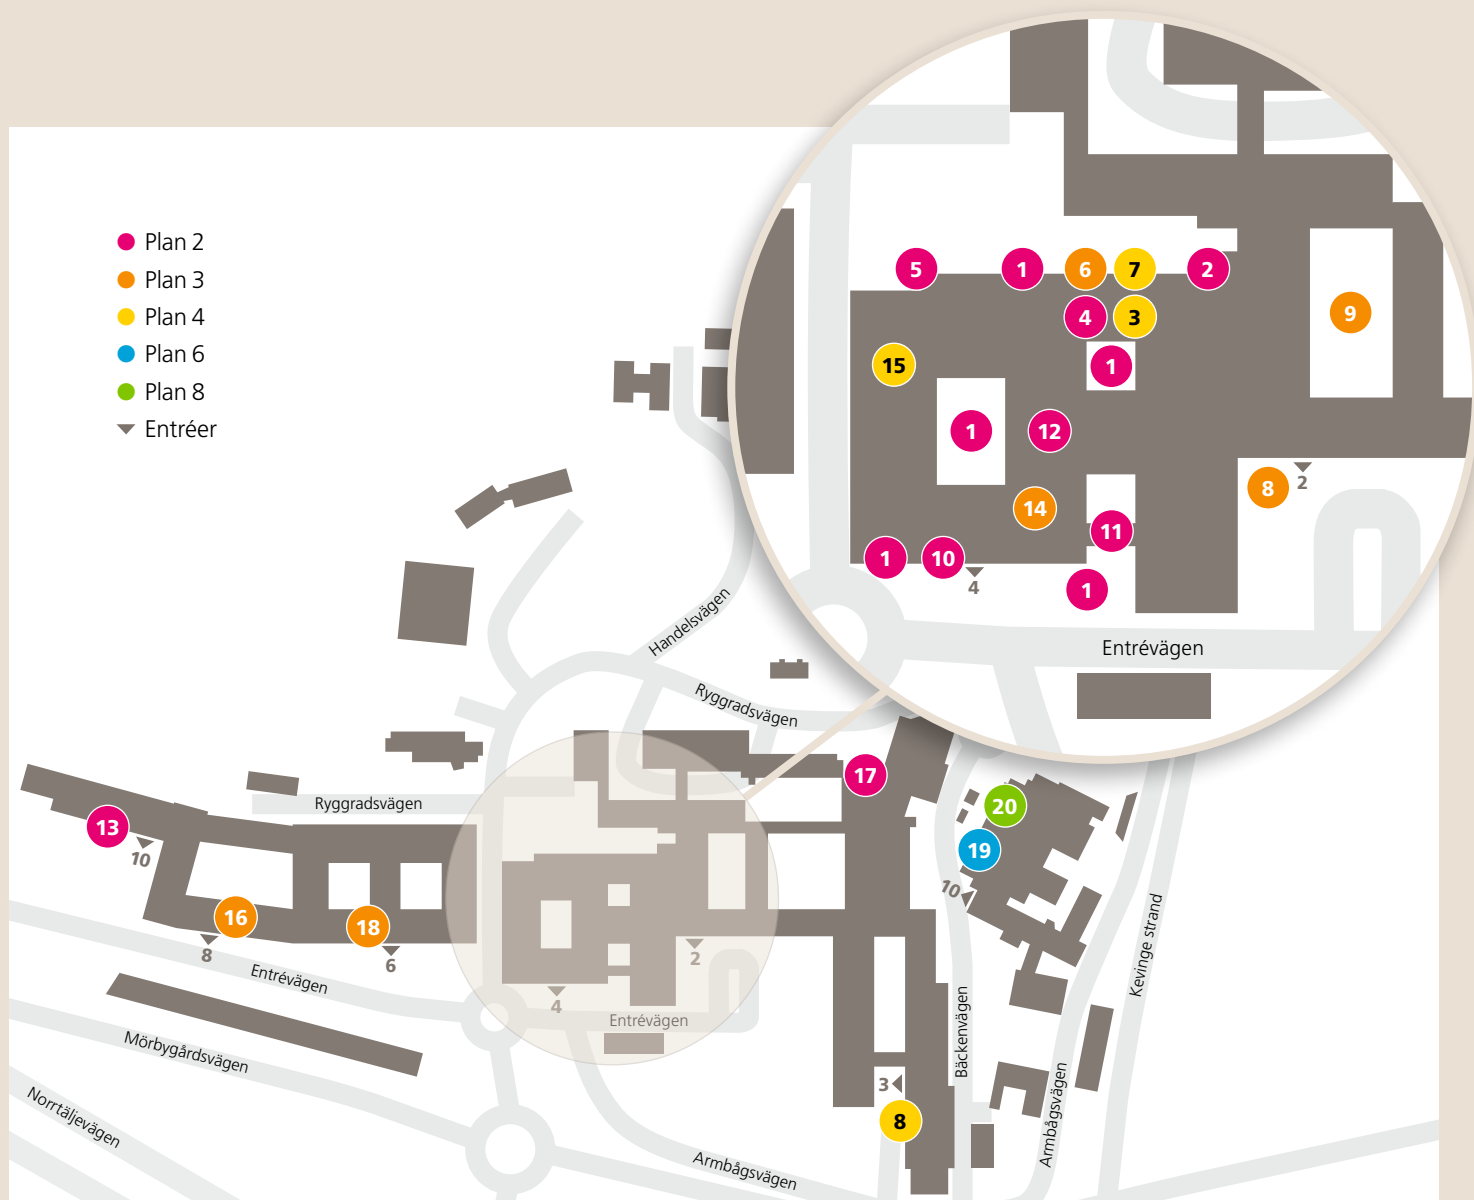 Plan 2
Plan 3
Plan 4
Plan 6
Plan 8
Entréer
5
1
6
7
2
4
3
9
15
1
1
12
8
2
14
11
1
10
4
1
Entrévägen
Handelsvägen
Ryggradsvägen
17
Ryggradsvägen
20
13
10
19
10
16
8
18
6
2
4
Entrévägen
Entrévägen
Kevinge strand
Bäckenvägen
Mörbygårdsvägen
3
8
Armbågsvägen
Norrtäljevägen
Armbågsvägen